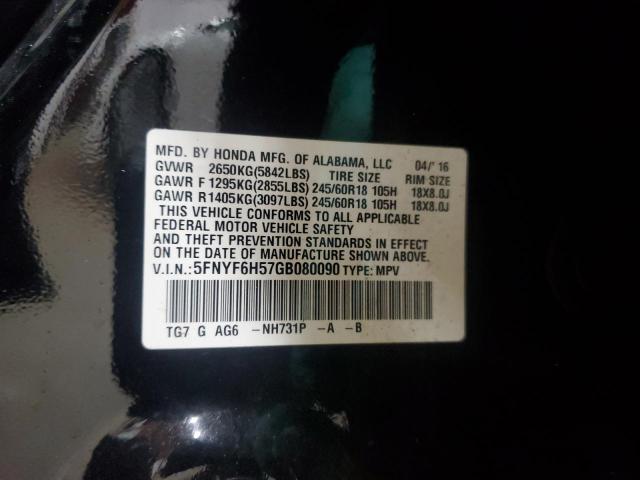 MFD. BY HONDA MFG. OF ALABAMA, LLC 04/'16
GVWR 2650KG(5842LBS) TIRE SIZE RIM SIZE
GAWR F 1295KG(2855LBS) 245/60R18 105H 18X8.0J
GAWR R1405KG(3097LBS) 245/60R18 105H 18X8.0J
THIS VEHICLE CONFORMS TO ALL APPLICABLE
FEDERAL MOTOR VEHICLE SAFETY
AND THEFT PREVENTION STANDARDS IN EFFECT
ON THE DATE OF MANUFACTURE SHOWN ABOVE.
V.I.N.: 5FNYF6H57GB080090 TYPE: MPV
TG7 G AG6 -NH731P -A -B